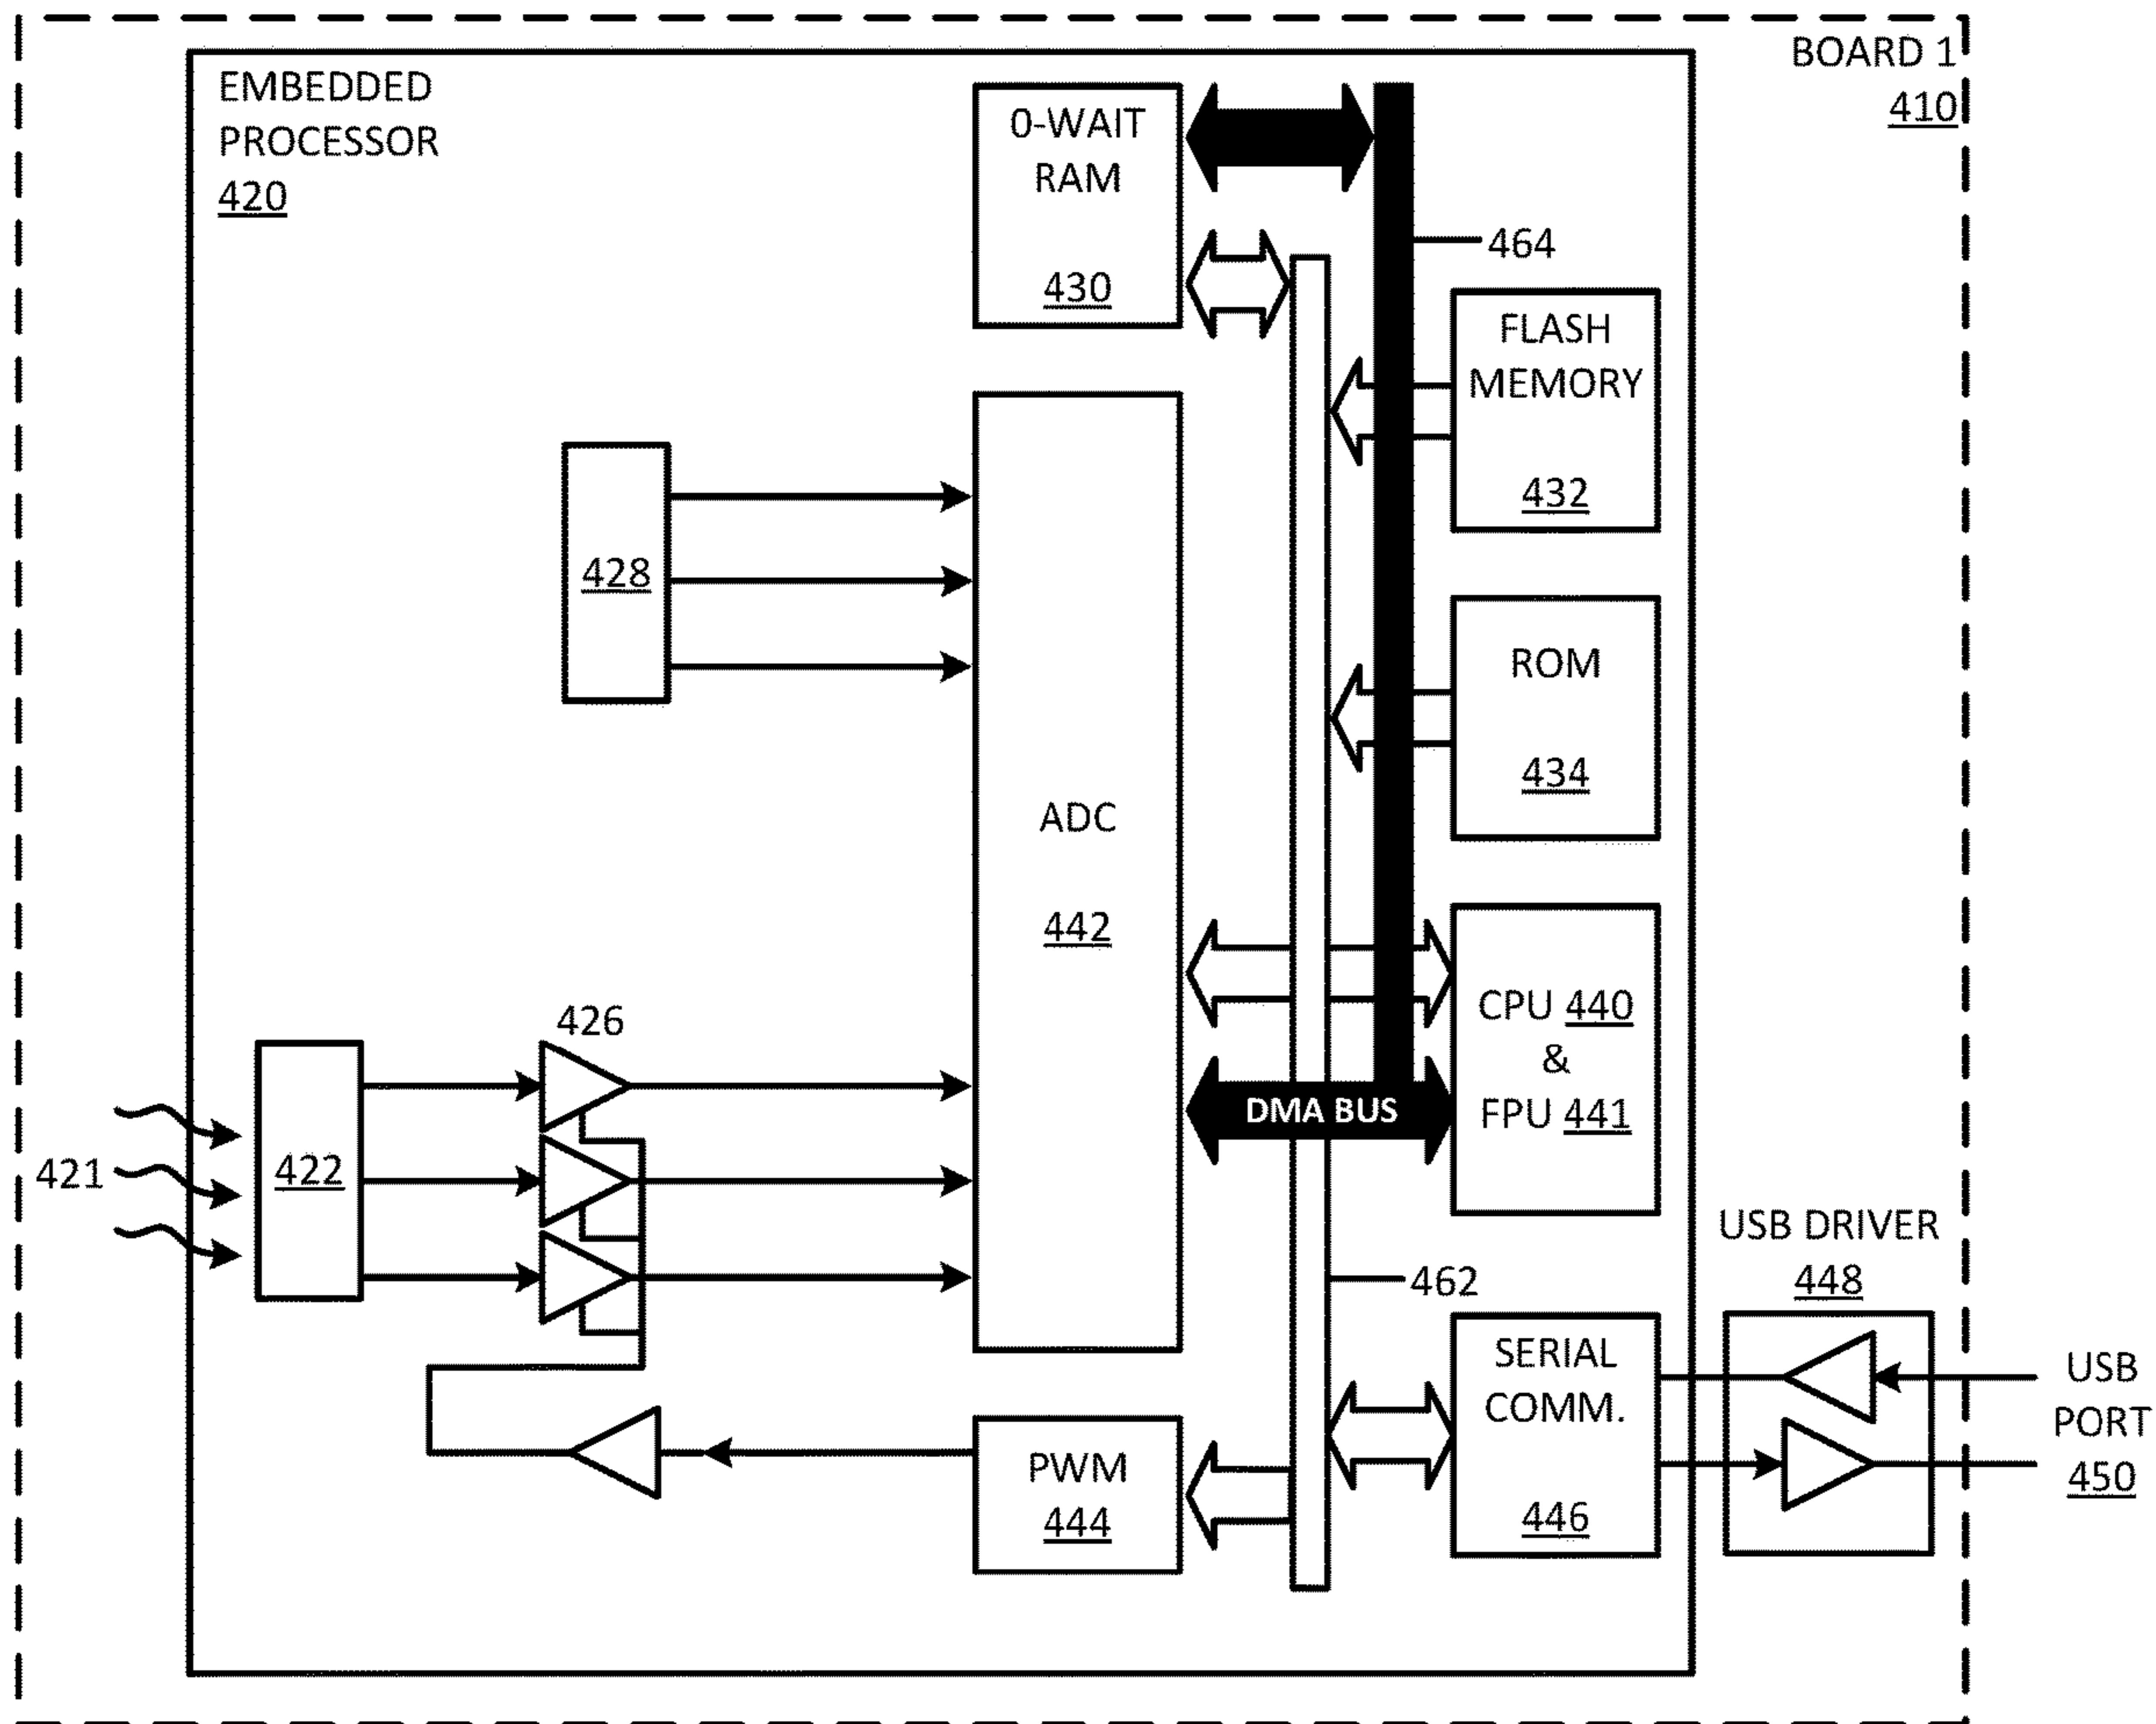 BOARD 1
410
EMBEDDED
PROCESSOR
420
0-WAIT
RAM
430
464
FLASH
MEMORY
432
428
ROM
434
ADC
442
426
CPU 440
&
FPU 441
DMA BUS
421
422
USB DRIVER
448
462
SERIAL
COMM.
446
USB
PORT
450
PWM
444